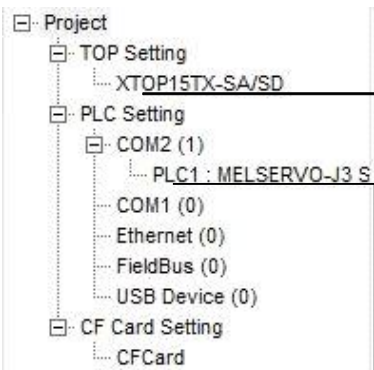 Project
TOP Setting
XTOP15TX-SA/SD
PLC Setting
COM2 (1)
PLC1 : MELSERVO-J3 S
COM1 (0)
Ethernet (0)
FieldBus (0)
USB Device (0)
CF Card Setting
CFCard